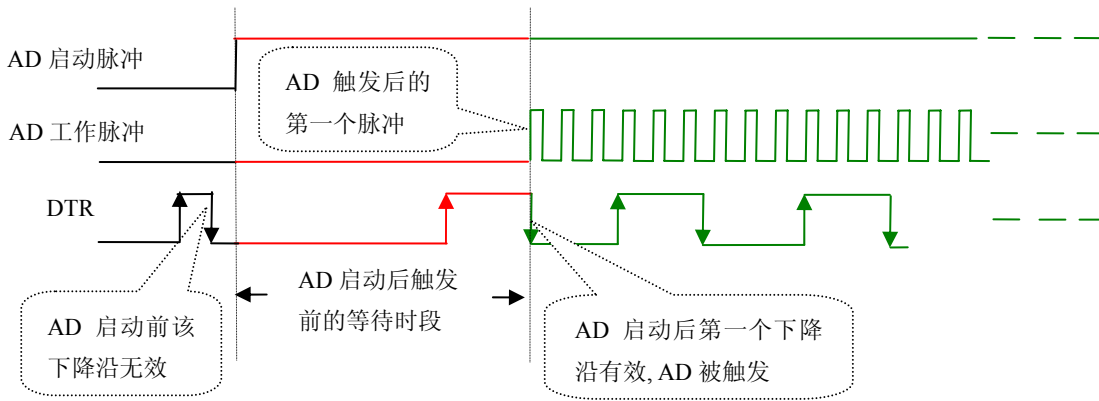 AD 启动脉冲
AD 触发后的
第一个脉冲
AD 工作脉冲
DTR
AD 启动后触发
前的等待时段
AD 启动前该
下降沿无效
AD 启动后第一个下降
沿有效, AD 被触发